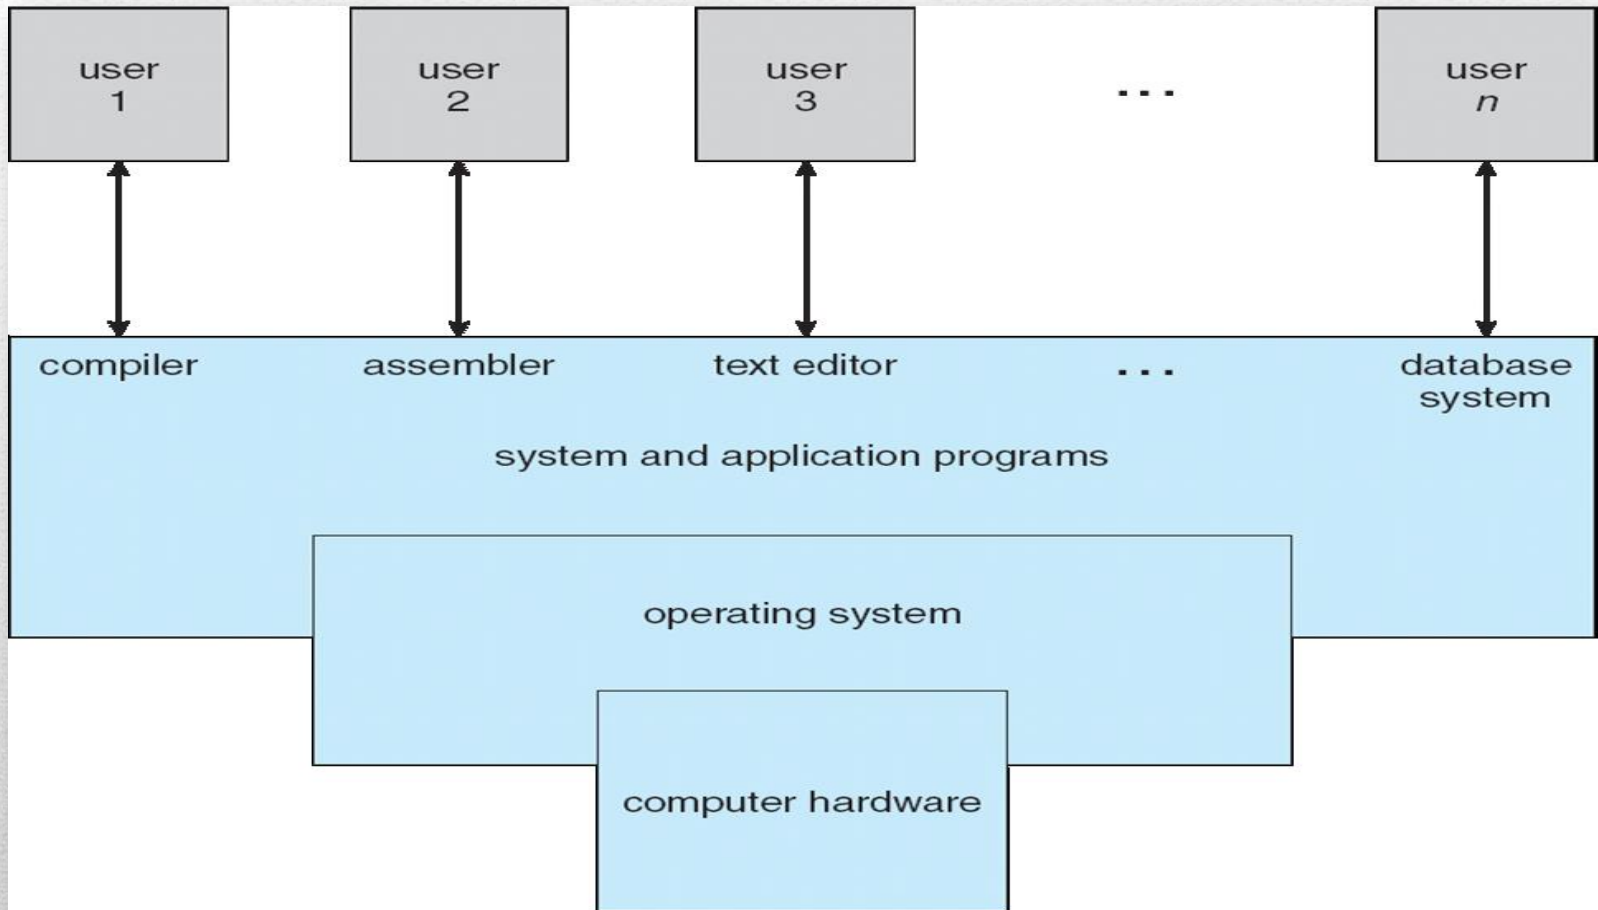 user
1
user
2
user
3
...
user
n
compiler
assembler
text editor
...
database
system
system and application programs
operating system
computer hardware